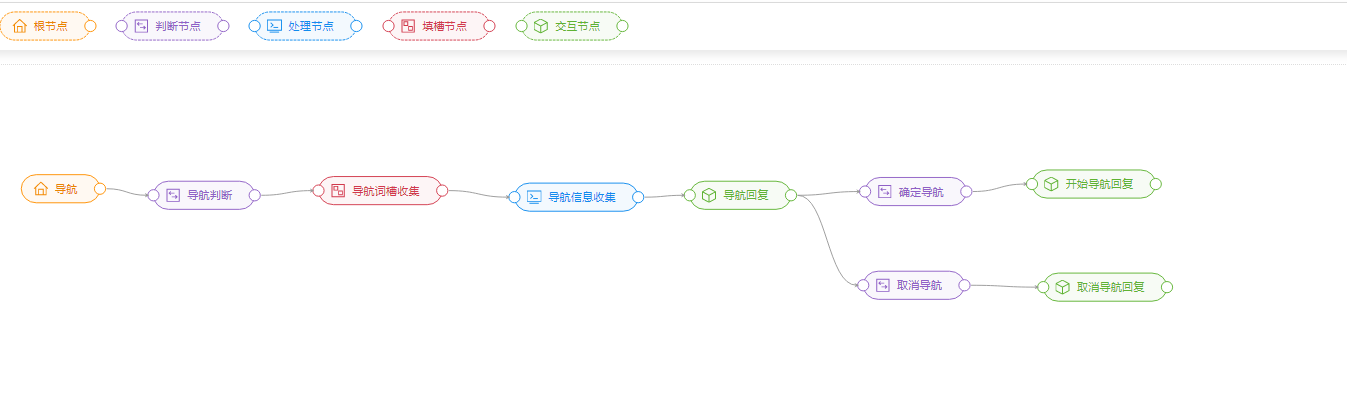 根节点
判断节点
处理节点
填槽节点
交互节点
导航
导航判断
导航词槽收集
导航信息收集
导航回复
确定导航
开始导航回复
取消导航
取消导航回复